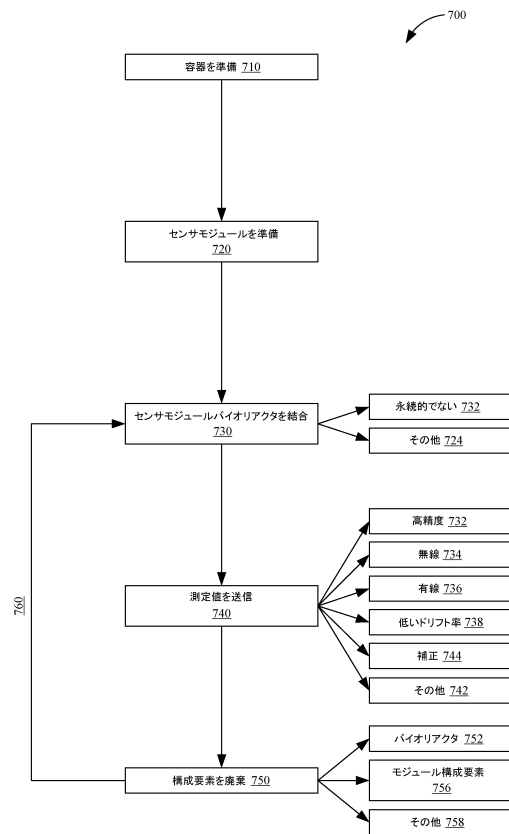 700
容器を準備 710
センサモジュールを準備
720
センサモジュールバイオリアクタを結合
730
永続的でない 732
その他 724
測定値を送信
740
高精度 732
無線 734
有線 736
低いドリフト率 738
補正 744
その他 742
760
構成要素を廃棄 750
バイオリアクタ 752
モジュール構成要素
756
その他 758